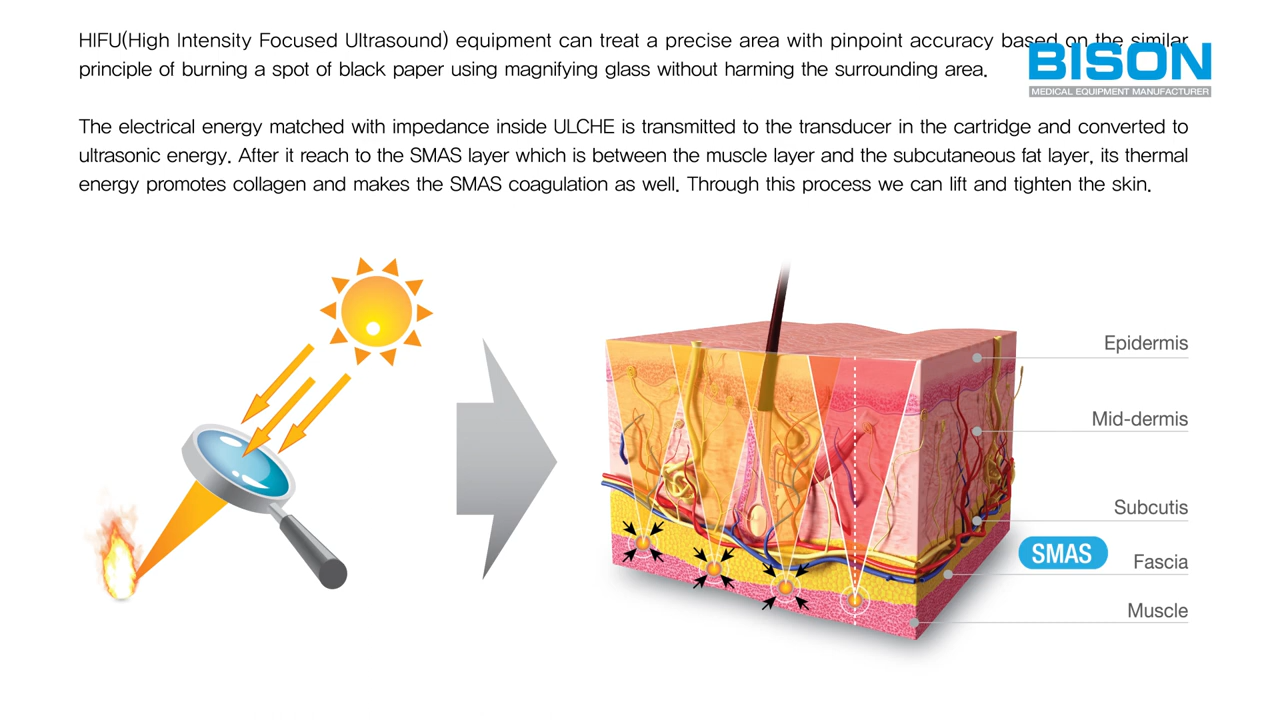 HIFU(High Intensity Focused Ultrasound) equipment can treat a precise area with pinpoint accuracy based on the similar
principle of burning a spot of black paper using magnifying glass without harming the surrounding area.
BISON
MEDICAL EQUIPMENT MANUFACTURER
The electrical energy matched with impedance inside ULCHE is transmitted to the transducer in the cartridge and converted to
ultrasonic energy. After it reach to the SMAS layer which is between the muscle layer and the subcutaneous fat layer, its thermal
energy promotes collagen and makes the SMAS coagulation as well. Through this process we can lift and tighten the skin.
Epidermis
Mid-dermis
Subcutis
SMAS
Fascia
Muscle